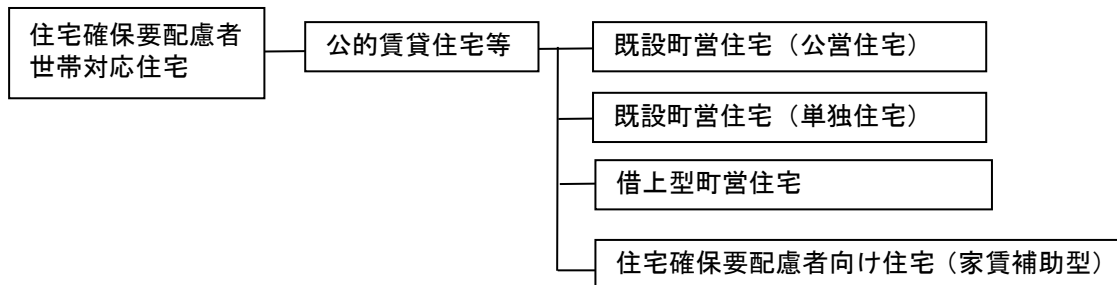 住宅確保要配慮者
世帯対応住宅
公的賃貸住宅等
既設町営住宅（公営住宅）
既設町営住宅（単独住宅）
借上型町営住宅
住宅確保要配慮者向け住宅（家賃補助型）